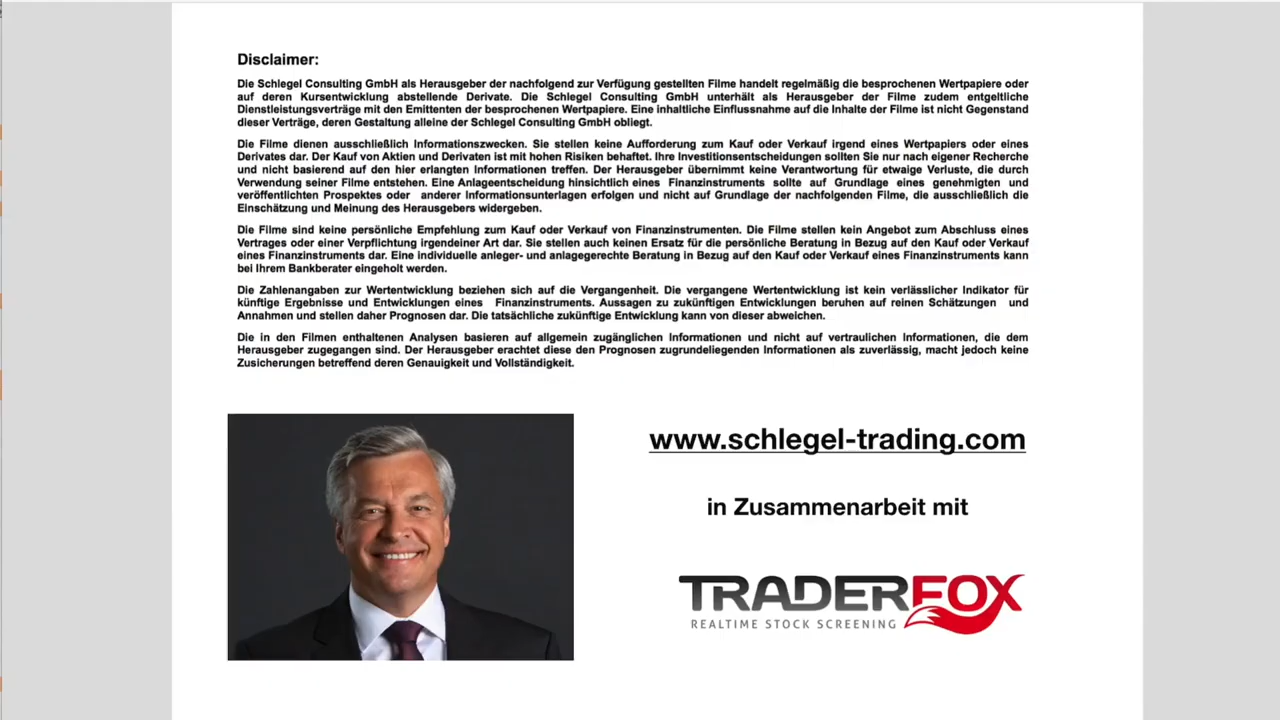 Disclaimer:
Die Schlegel Consulting GmbH als Herausgeber der nachfolgend zur Verfügung gestellten Filme handelt regelmäßig die besprochenen Wertpapiere oder
auf deren Kursentwicklung abstellende Derivate. Die Schlegel Consulting GmbH unterhält als Herausgeber der Filme zudem entgeltliche
Dienstleistungsverträge mit den Emittenten der besprochenen Wertpapiere. Eine inhaltliche Einflussnahme auf die Inhalte der Filme ist nicht Gegenstand
dieser Verträge, deren Gestaltung alleine der Schlegel Consulting GmbH obliegt.
Die Filme dienen ausschließlich Informationszwecken. Sie stellen keine Aufforderung zum Kauf oder Verkauf irgend eines Wertpapiers oder eines
Derivates dar. Der Kauf von Aktien und Derivaten ist mit hohen Risiken behaftet. Ihre Investitionsentscheidungen sollten Sie nur nach eigener Recherche
und nicht basierend auf den hier erlangten Informationen treffen. Der Herausgeber übernimmt keine Verantwortung für etwaige Verluste, die durch
Verwendung seiner Filme entstehen. Eine Anlageentscheidung hinsichtlich eines Finanzinstruments sollte auf Grundlage eines genehmigten und
veröffentlichten Prospektes oder anderer Informationsunterlagen erfolgen und nicht auf Grundlage der nachfolgenden Filme, die ausschließlich die
Einschätzung und Meinung des Herausgebers widergeben.
Die Filme sind keine persönliche Empfehlung zum Kauf oder Verkauf von Finanzinstrumenten. Die Filme stellen kein Angebot zum Abschluss eines
Vertrages oder einer Verpflichtung irgendeiner Art dar. Sie stellen auch keinen Ersatz für die persönliche Beratung in Bezug auf den Kauf oder Verkauf
eines Finanzinstruments dar. Eine individuelle anleger- und anlagegerechte Beratung in Bezug auf den Kauf oder Verkauf eines Finanzinstruments kann
bei Ihrem Bankberater eingeholt werden.
Die Zahlenangaben zur Wertentwicklung beziehen sich auf die Vergangenheit. Die vergangene Wertentwicklung ist kein verlässlicher Indikator für
künftige Ergebnisse und Entwicklungen eines Finanzinstruments. Aussagen zu zukünftigen Entwicklungen beruhen auf reinen Schätzungen und
Annahmen und stellen daher Prognosen dar. Die tatsächliche zukünftige Entwicklung kann von dieser abweichen.
Die in den Filmen enthaltenen Analysen basieren auf allgemein zugänglichen Informationen und nicht auf vertraulichen Informationen, die dem
Herausgeber zugegangen sind. Der Herausgeber erachtet diese den Prognosen zugrundeliegenden Informationen als zuverlässig, macht jedoch keine
Zusicherungen betreffend deren Genauigkeit und Vollständigkeit.
www.schlegel-trading.com
in Zusammenarbeit mit
TRADERFOX
REALTIME STOCK SCREENING